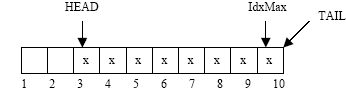 HEAD IdxMax
TAIL
x x x x x x x x
1 2 3 4 5 6 7 8 9 10